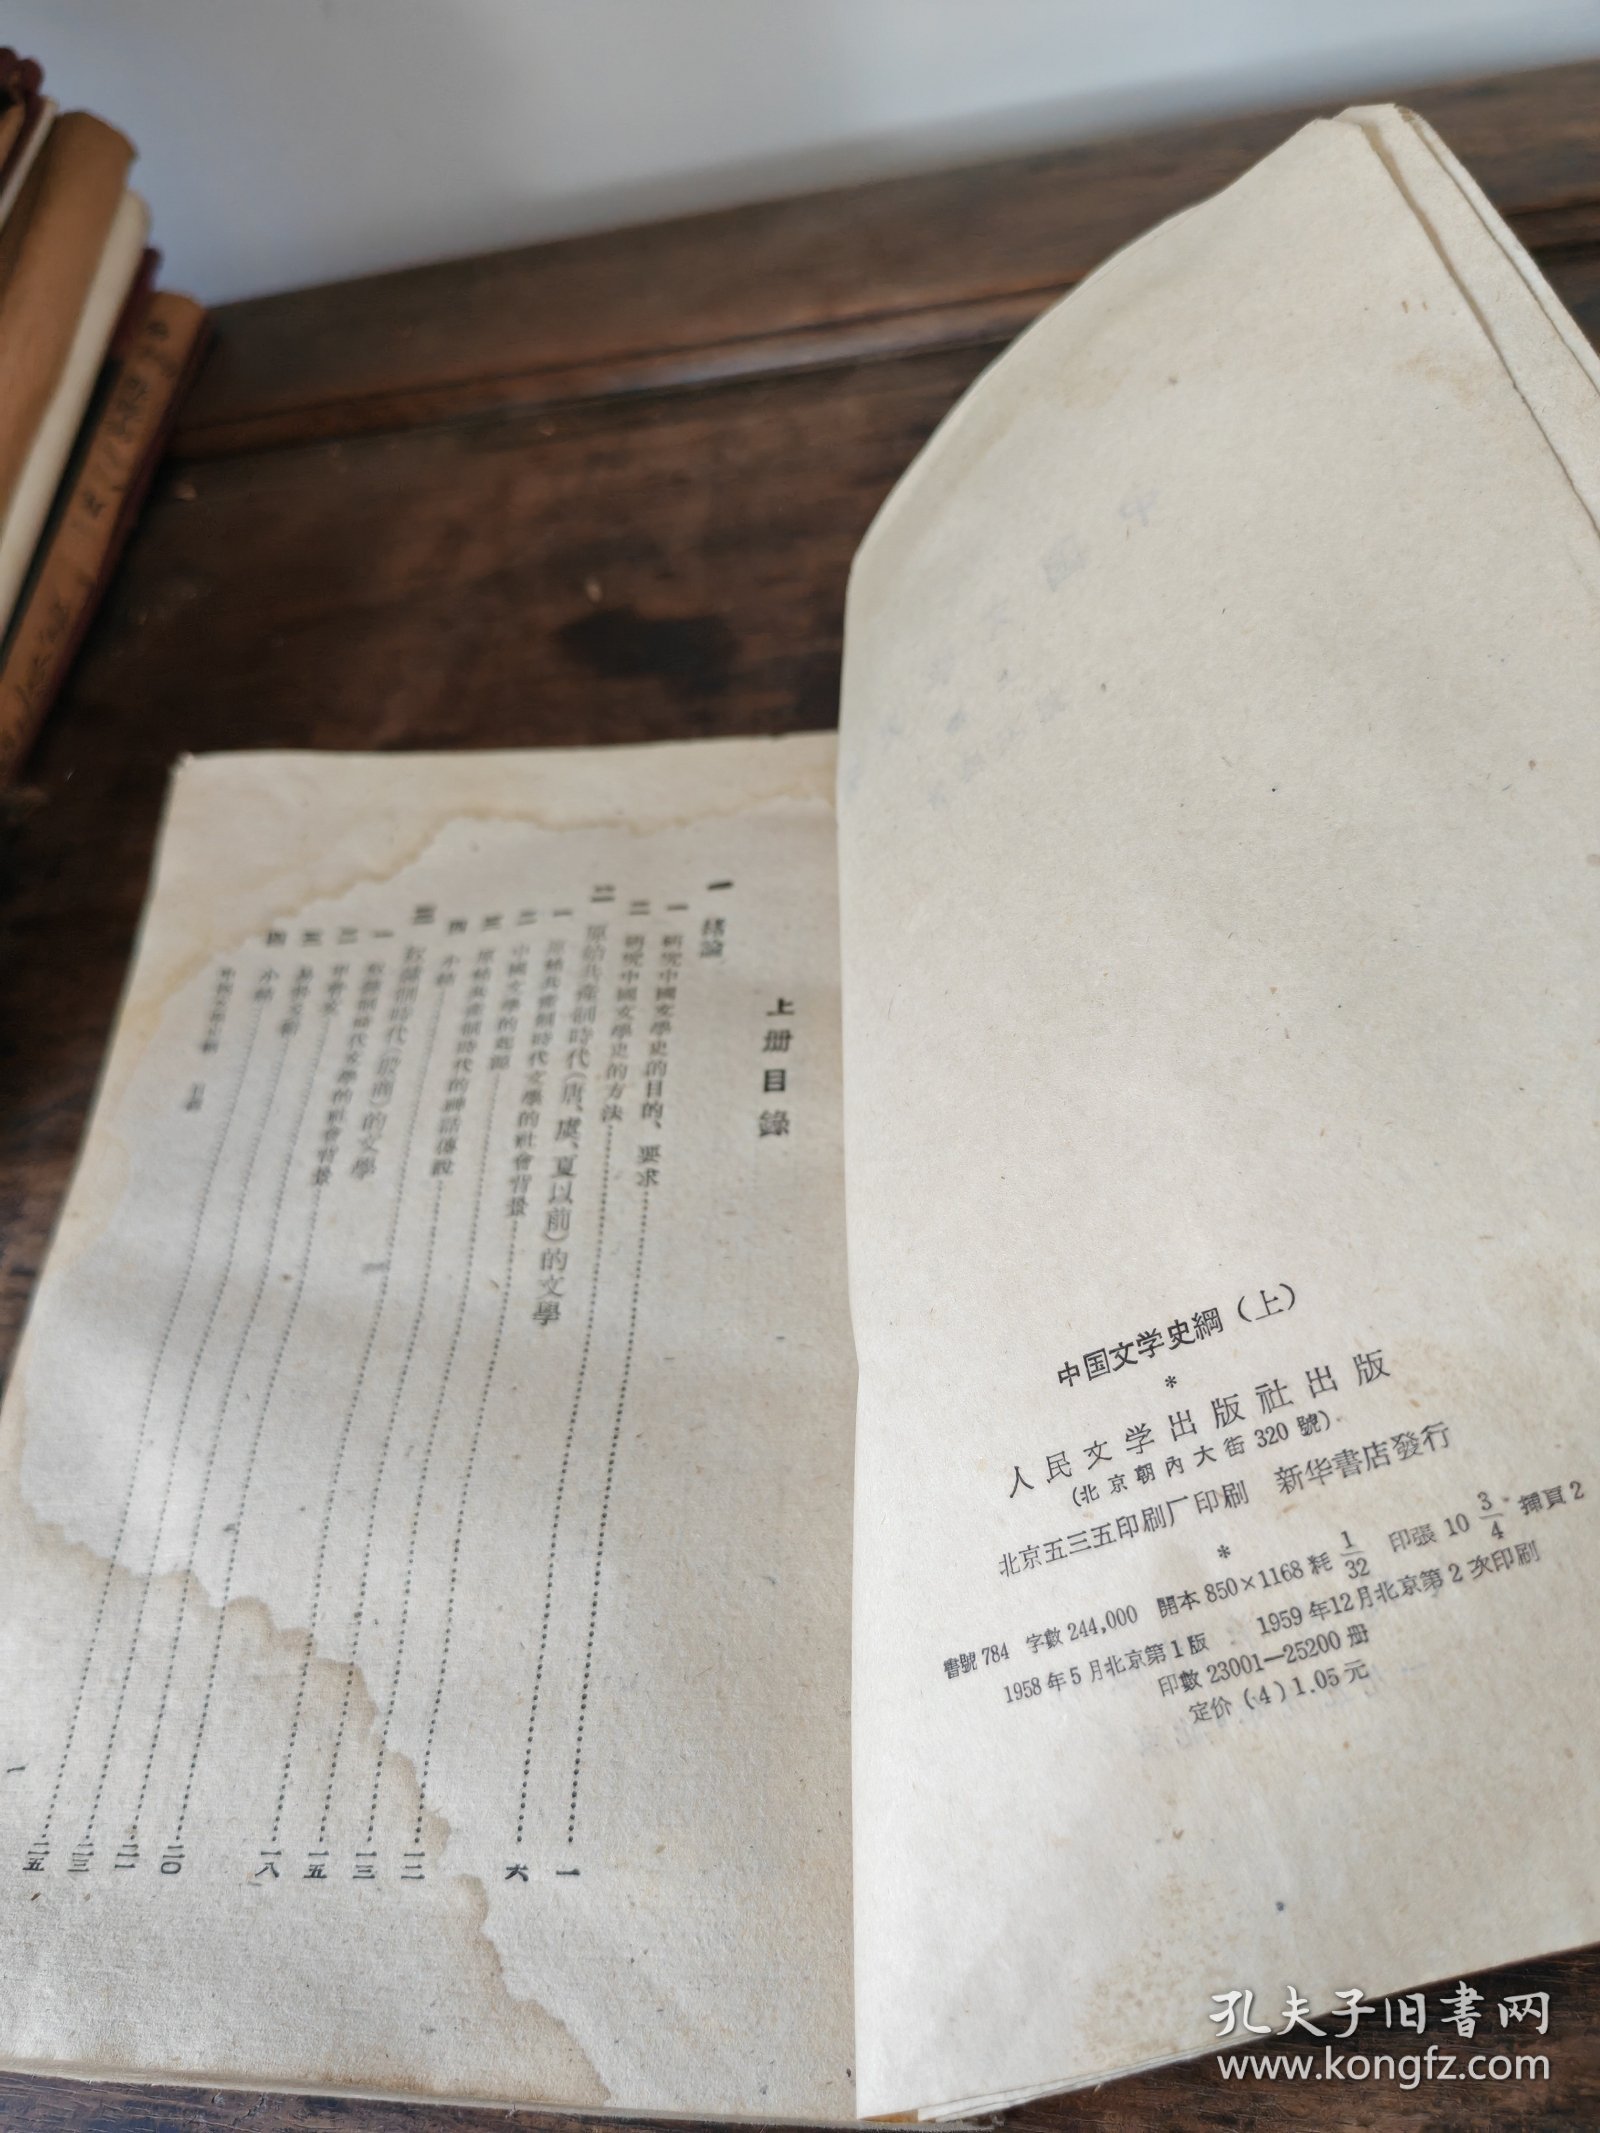 中国文学史綱（上）
*
人民文学出版社出版
（北京朝內大街320號）
北京五三五印刷厂印刷 新华書店發行
*
書號784 字數244,000 開本850×1168耗 1/32 印張10 3/4 插頁2
1958年5月北京第1版 1959年12月北京第2次印刷
印數23001—25200册
定价（4）1.05元
上册目錄
一 緒論
一 研究中國文學史的目的、要求 一
二 研究中國文學史的方法 六
二 原始共產制時代（唐、虞、夏以前）的文學
一 原始共產制時代文學的社會背景 一二
二 中國文學的起源 一三
三 原始共產制時代的神話傳說 一五
四 小結 一八
三 奴隸制時代（殷商）的文學
一 奴隸制時代文學的社會背景 二〇
二 二一
三 二三
四 小結 二五
一
孔夫子旧書网
www.kongfz.com